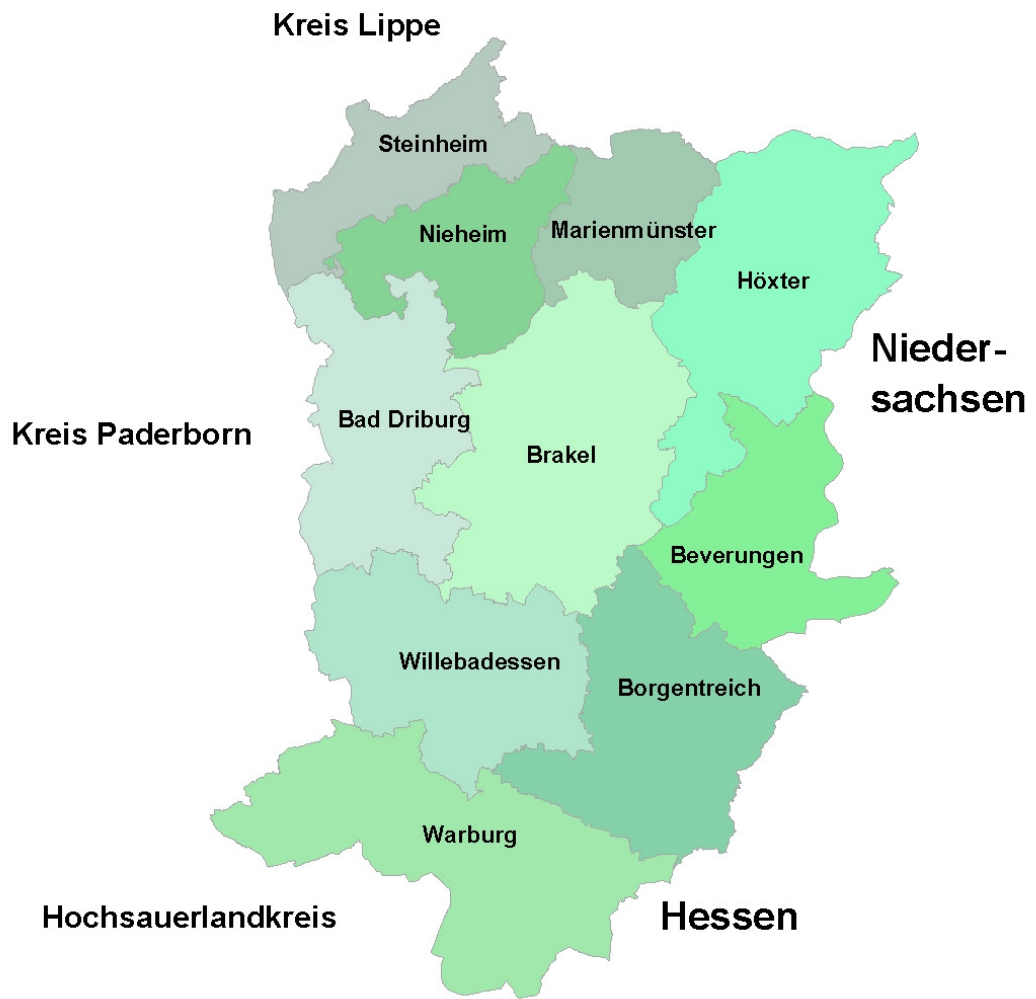 Kreis Lippe
Steinheim
Nieheim
Marienmünster
Höxter
Nieder-
sachsen
Bad Driburg
Kreis Paderborn
Brakel
Beverungen
Willebadessen
Borgentreich
Warburg
Hochsauerlandkreis
Hessen